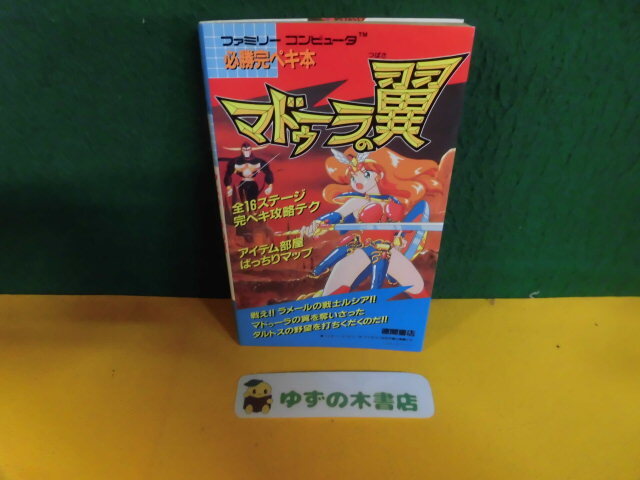 ファミリー コンピュータ™
必勝完ペキ本
つばさ
マドゥーラの翼
全16ステージ
完ペキ攻略テク
アイテム部屋
ばっちりマップ
戦え!! ラメールの戦士ルシア!!
マドゥーラの翼を奪いさった
ダルトスの野望を打ちくだくのだ!!
徳間書店
ゆずの木書店